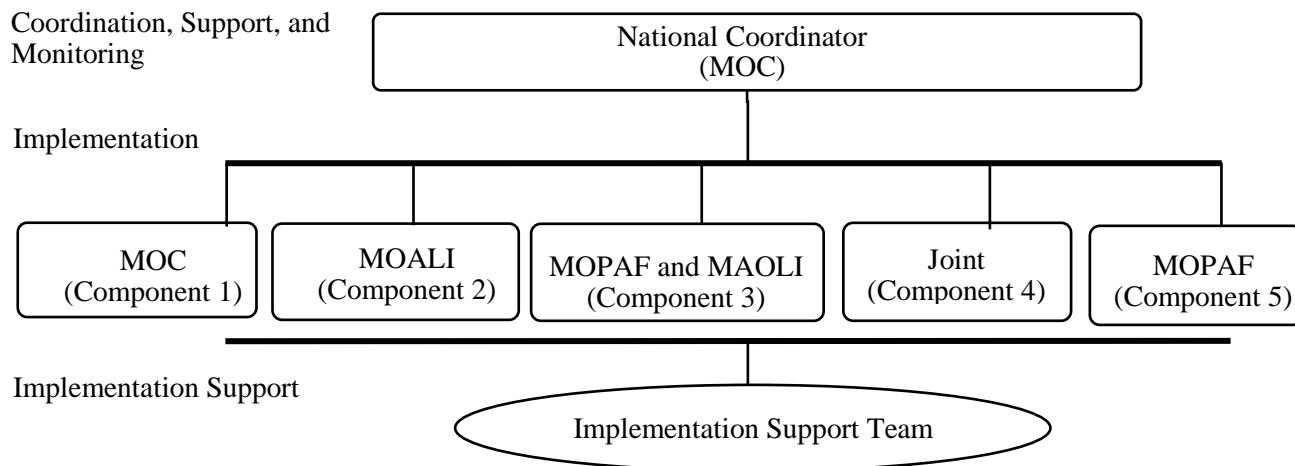 Coordination, Support, and
Monitoring
National Coordinator
(MOC)
Implementation
MOC
(Component 1)
MOALI
(Component 2)
MOPAF and MAOLI
(Component 3)
Joint
(Component 4)
MOPAF
(Component 5)
Implementation Support
Implementation Support Team